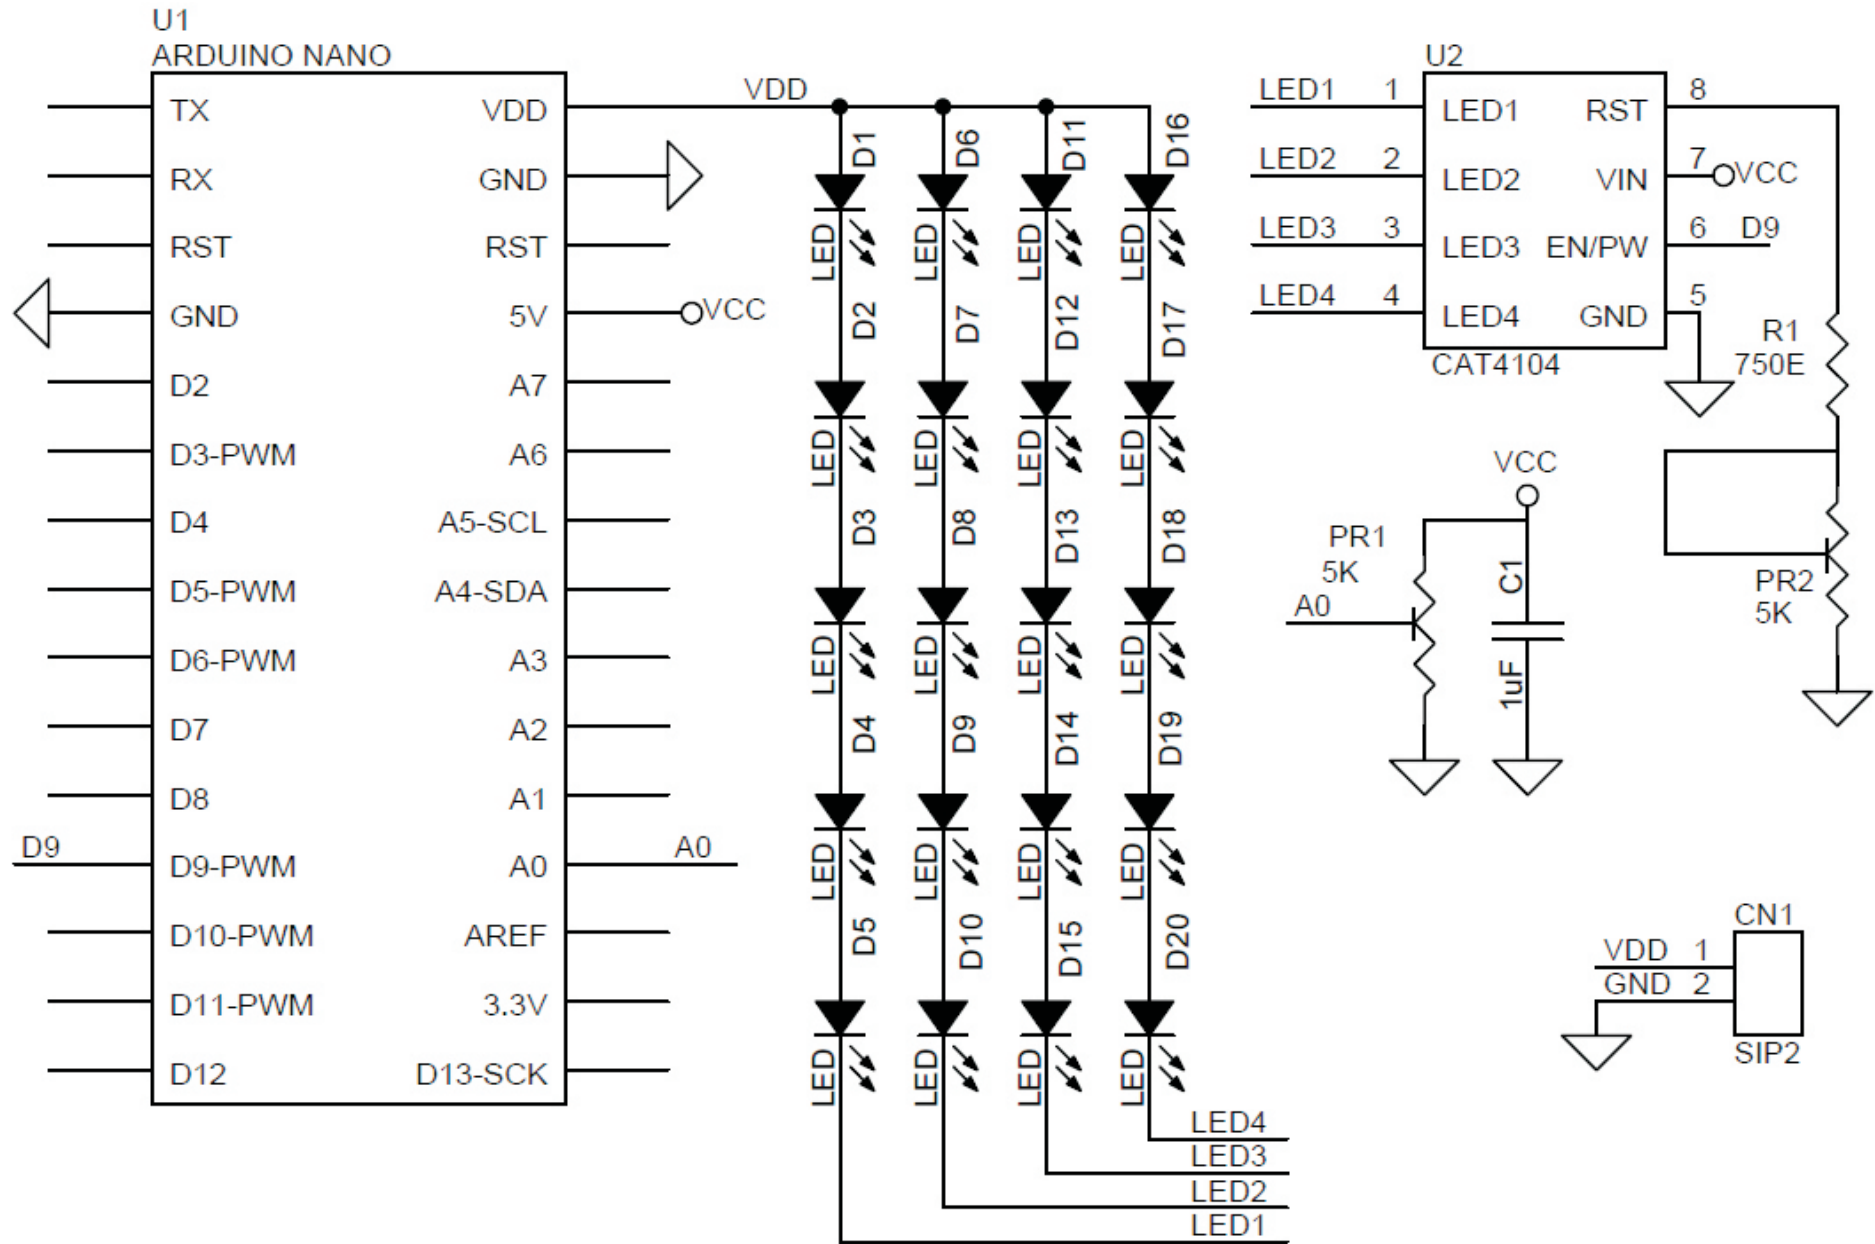 U1
ARDUINO NANO
TX
VDD
RX
GND
RST
RST
GND
5V
VCC
D2
A7
D3-PWM
A6
D4
A5-SCL
D5-PWM
A4-SDA
D6-PWM
A3
D7
A2
D8
A1
D9
D9-PWM
A0
A0
D10-PWM
AREF
D11-PWM
3.3V
D12
D13-SCK
VDD
D1
D6
D11
D16
LED
LED
LED
LED
D2
D7
D12
D17
LED
LED
LED
LED
D3
D8
D13
D18
LED
LED
LED
LED
D4
D9
D14
D19
LED
LED
LED
LED
D5
D10
D15
D20
LED
LED
LED
LED
LED4
LED3
LED2
LED1
U2
LED1 1
LED1
RST
8
LED2 2
LED2
VIN
7
VCC
LED3 3
LED3
EN/PW
6 D9
LED4 4
LED4
GND
5
CAT4104
R1
750E
VCC
PR1
5K
A0
C1
1uF
PR2
5K
CN1
VDD 1
GND 2
SIP2